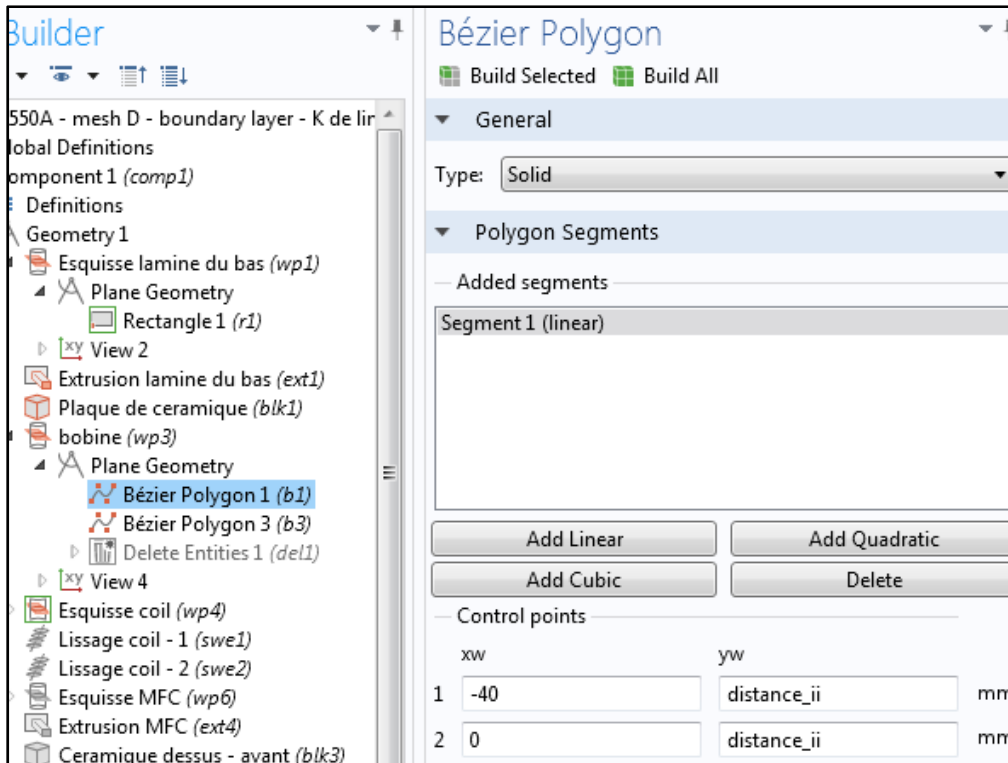 Builder
550A - mesh D - boundary layer - K de lir
lobal Definitions
omponent 1 (comp1)
Definitions
Geometry 1
Esquisse lamine du bas (wp1)
Plane Geometry
Rectangle 1 (r1)
xy View 2
Extrusion lamine du bas (ext1)
Plaque de ceramique (blk1)
bobine (wp3)
Plane Geometry
Bézier Polygon 1 (b1)
Bézier Polygon 3 (b3)
Delete Entities 1 (del1)
xy View 4
Esquisse coil (wp4)
Lissage coil - 1 (swe1)
Lissage coil - 2 (swe2)
Esquisse MFC (wp6)
Extrusion MFC (ext4)
Ceramique dessus - avant (blk3)
Bézier Polygon
Build Selected Build All
General
Type: Solid
Polygon Segments
Added segments
Segment 1 (linear)
Add Linear Add Quadratic
Add Cubic Delete
Control points
xw yw
1 -40 distance_ii mm
2 0 distance_ii mm